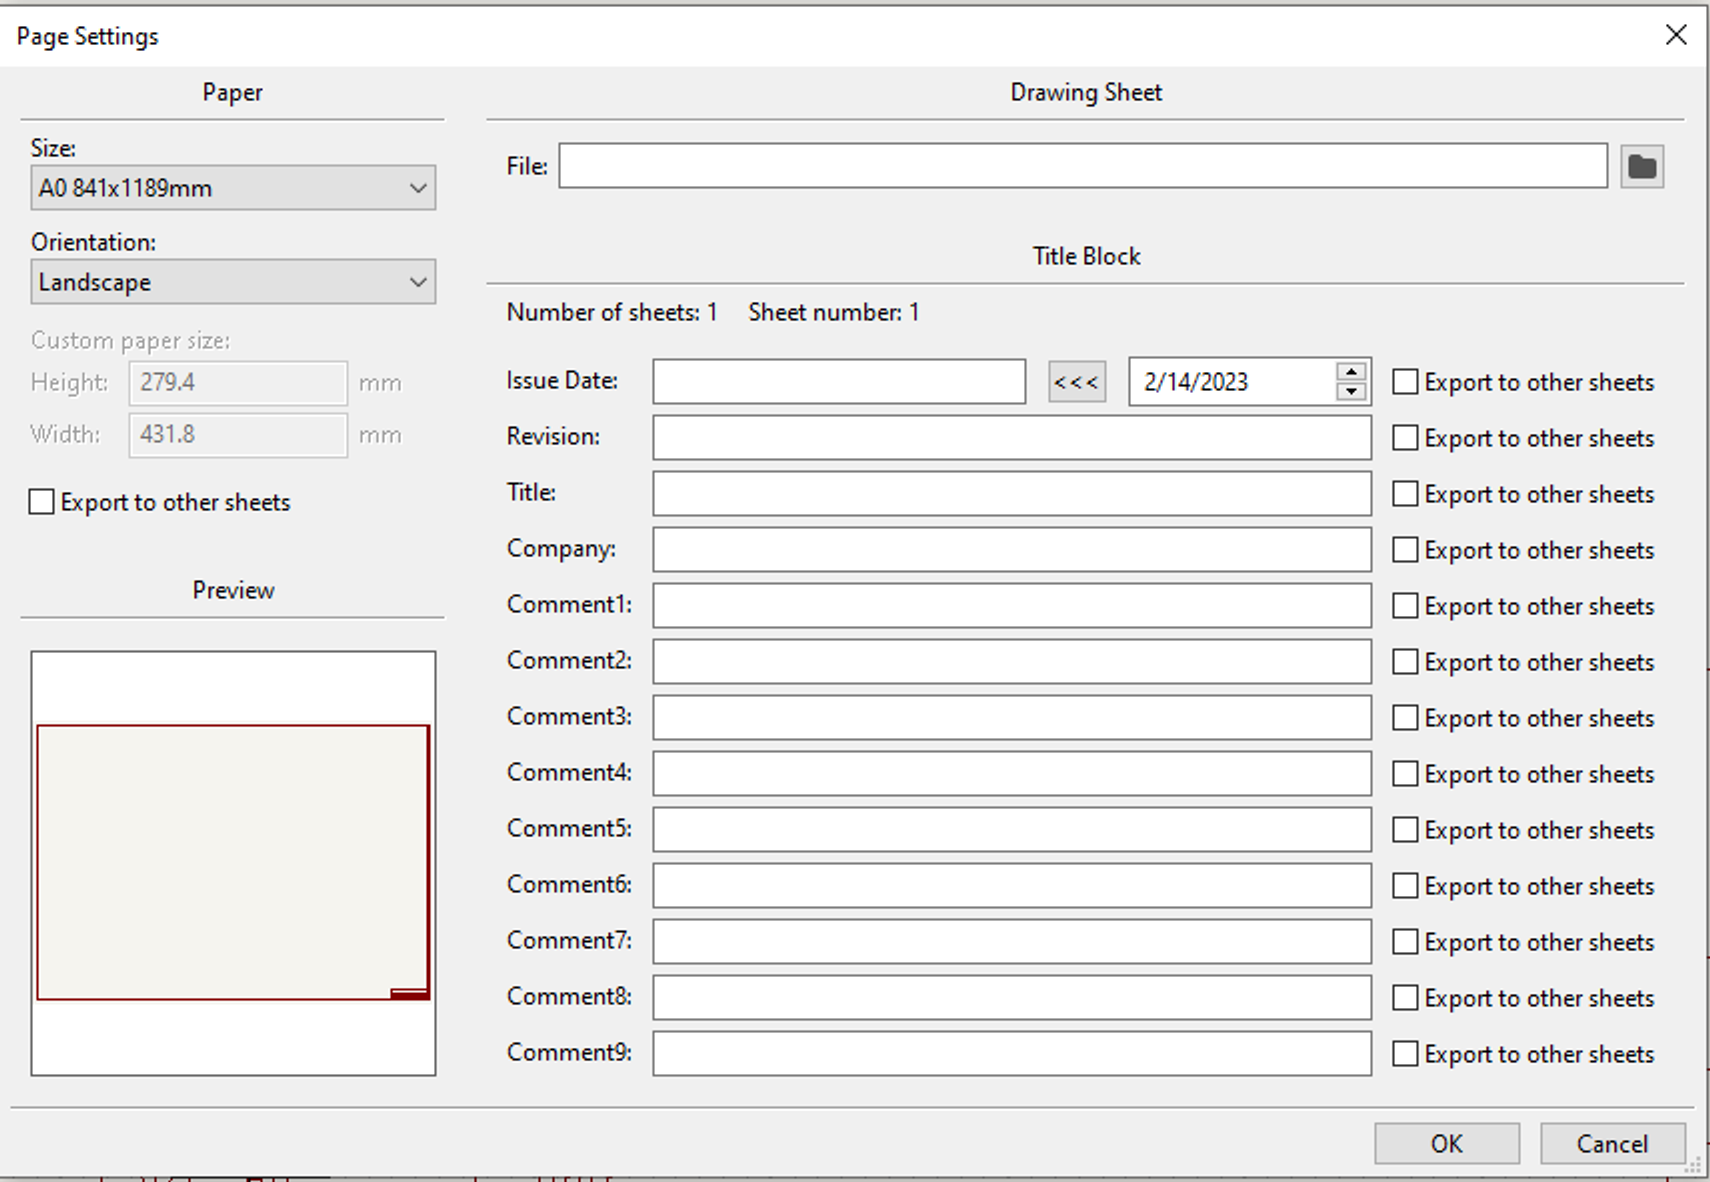 Page Settings
Paper
Size:
A0 841x1189mm
Orientation:
Landscape
Custom paper size:
Height: 279.4 mm
Width: 431.8 mm
Export to other sheets
Preview
Drawing Sheet
File:
Title Block
Number of sheets: 1 Sheet number: 1
Issue Date: <<< 2/14/2023 Export to other sheets
Revision: Export to other sheets
Title: Export to other sheets
Company: Export to other sheets
Comment1: Export to other sheets
Comment2: Export to other sheets
Comment3: Export to other sheets
Comment4: Export to other sheets
Comment5: Export to other sheets
Comment6: Export to other sheets
Comment7: Export to other sheets
Comment8: Export to other sheets
Comment9: Export to other sheets
OK Cancel